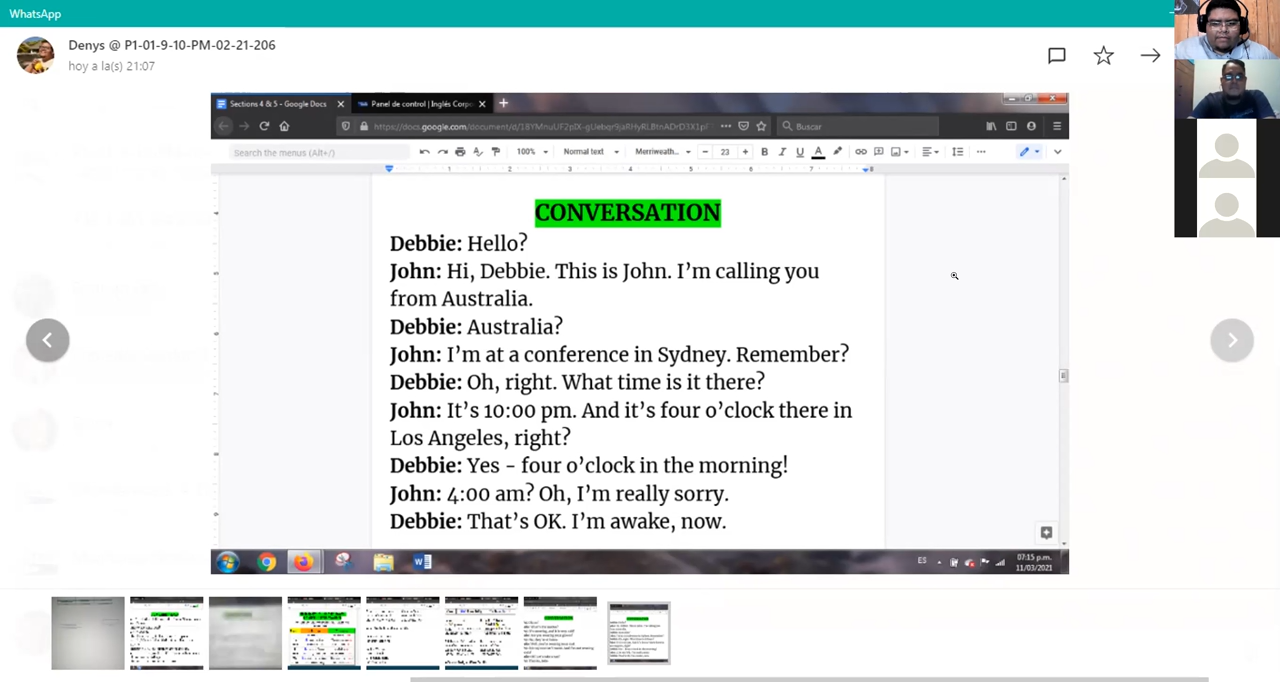 WhatsApp
Denys @ P1-01-9-10-PM-02-21-206
hoy a la(s) 21:07
Sections 4 & 5 - Google Docs
Panel de control | Inglés Corpo
Buscar
Search the menus (Alt+/)
100%
Normal text
Merriweath...
23
CONVERSATION
Debbie: Hello?
John: Hi, Debbie. This is John. I'm calling you
from Australia.
Debbie: Australia?
John: I'm at a conference in Sydney. Remember?
Debbie: Oh, right. What time is it there?
John: It's 10:00 pm. And it's four o'clock there in
Los Angeles, right?
Debbie: Yes - four o'clock in the morning!
John: 4:00 am? Oh, I'm really sorry.
Debbie: That's OK. I'm awake, now.
ES
07:15 p.m.
11/03/2021